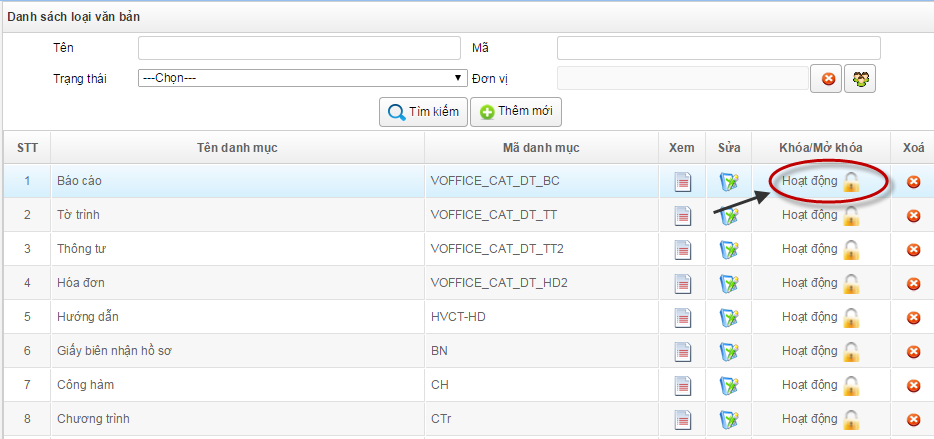 Danh sách loại văn bản
Tên Mã
Trạng thái ---Chọn--- Đơn vị
Tìm kiếm Thêm mới
STT Tên danh mục Mã danh mục Xem Sửa Khóa/Mở khóa Xoá
1 Báo cáo VOFFICE_CAT_DT_BC Hoạt động
2 Tờ trình VOFFICE_CAT_DT_TT Hoạt động
3 Thông tư VOFFICE_CAT_DT_TT2 Hoạt động
4 Hóa đơn VOFFICE_CAT_DT_HD2 Hoạt động
5 Hướng dẫn HVCT-HD Hoạt động
6 Giấy biên nhận hồ sơ BN Hoạt động
7 Công hàm CH Hoạt động
8 Chương trình CTr Hoạt động